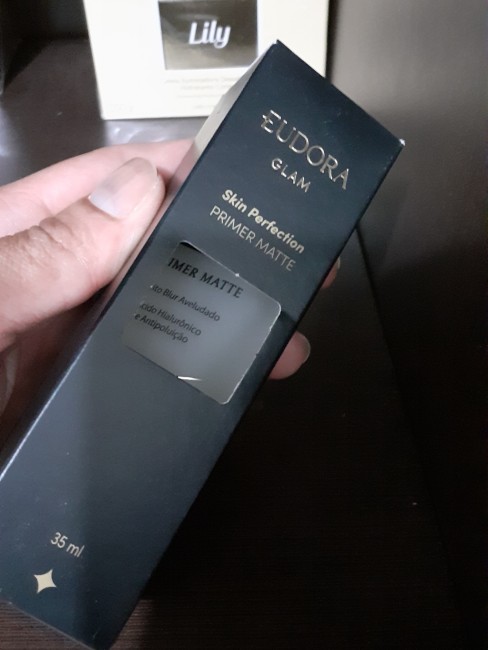 Lily
EUDORA
GLAM
Skin Perfection
PRIMER MATTE
IMER MATTE
ito Blur Aveludado
cido Hialurônico
e Antipoluição
35 ml